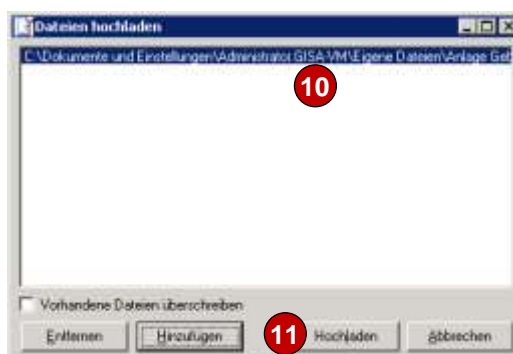 Dateien hochladen
C:\Dokumente und Einstellungen\Administrator.GISA-VM\Eigene Dateien\Anlage Geb
10
Vorhandene Dateien überschreiben
Entfernen Hinzufügen 11 Hochladen Abbrechen